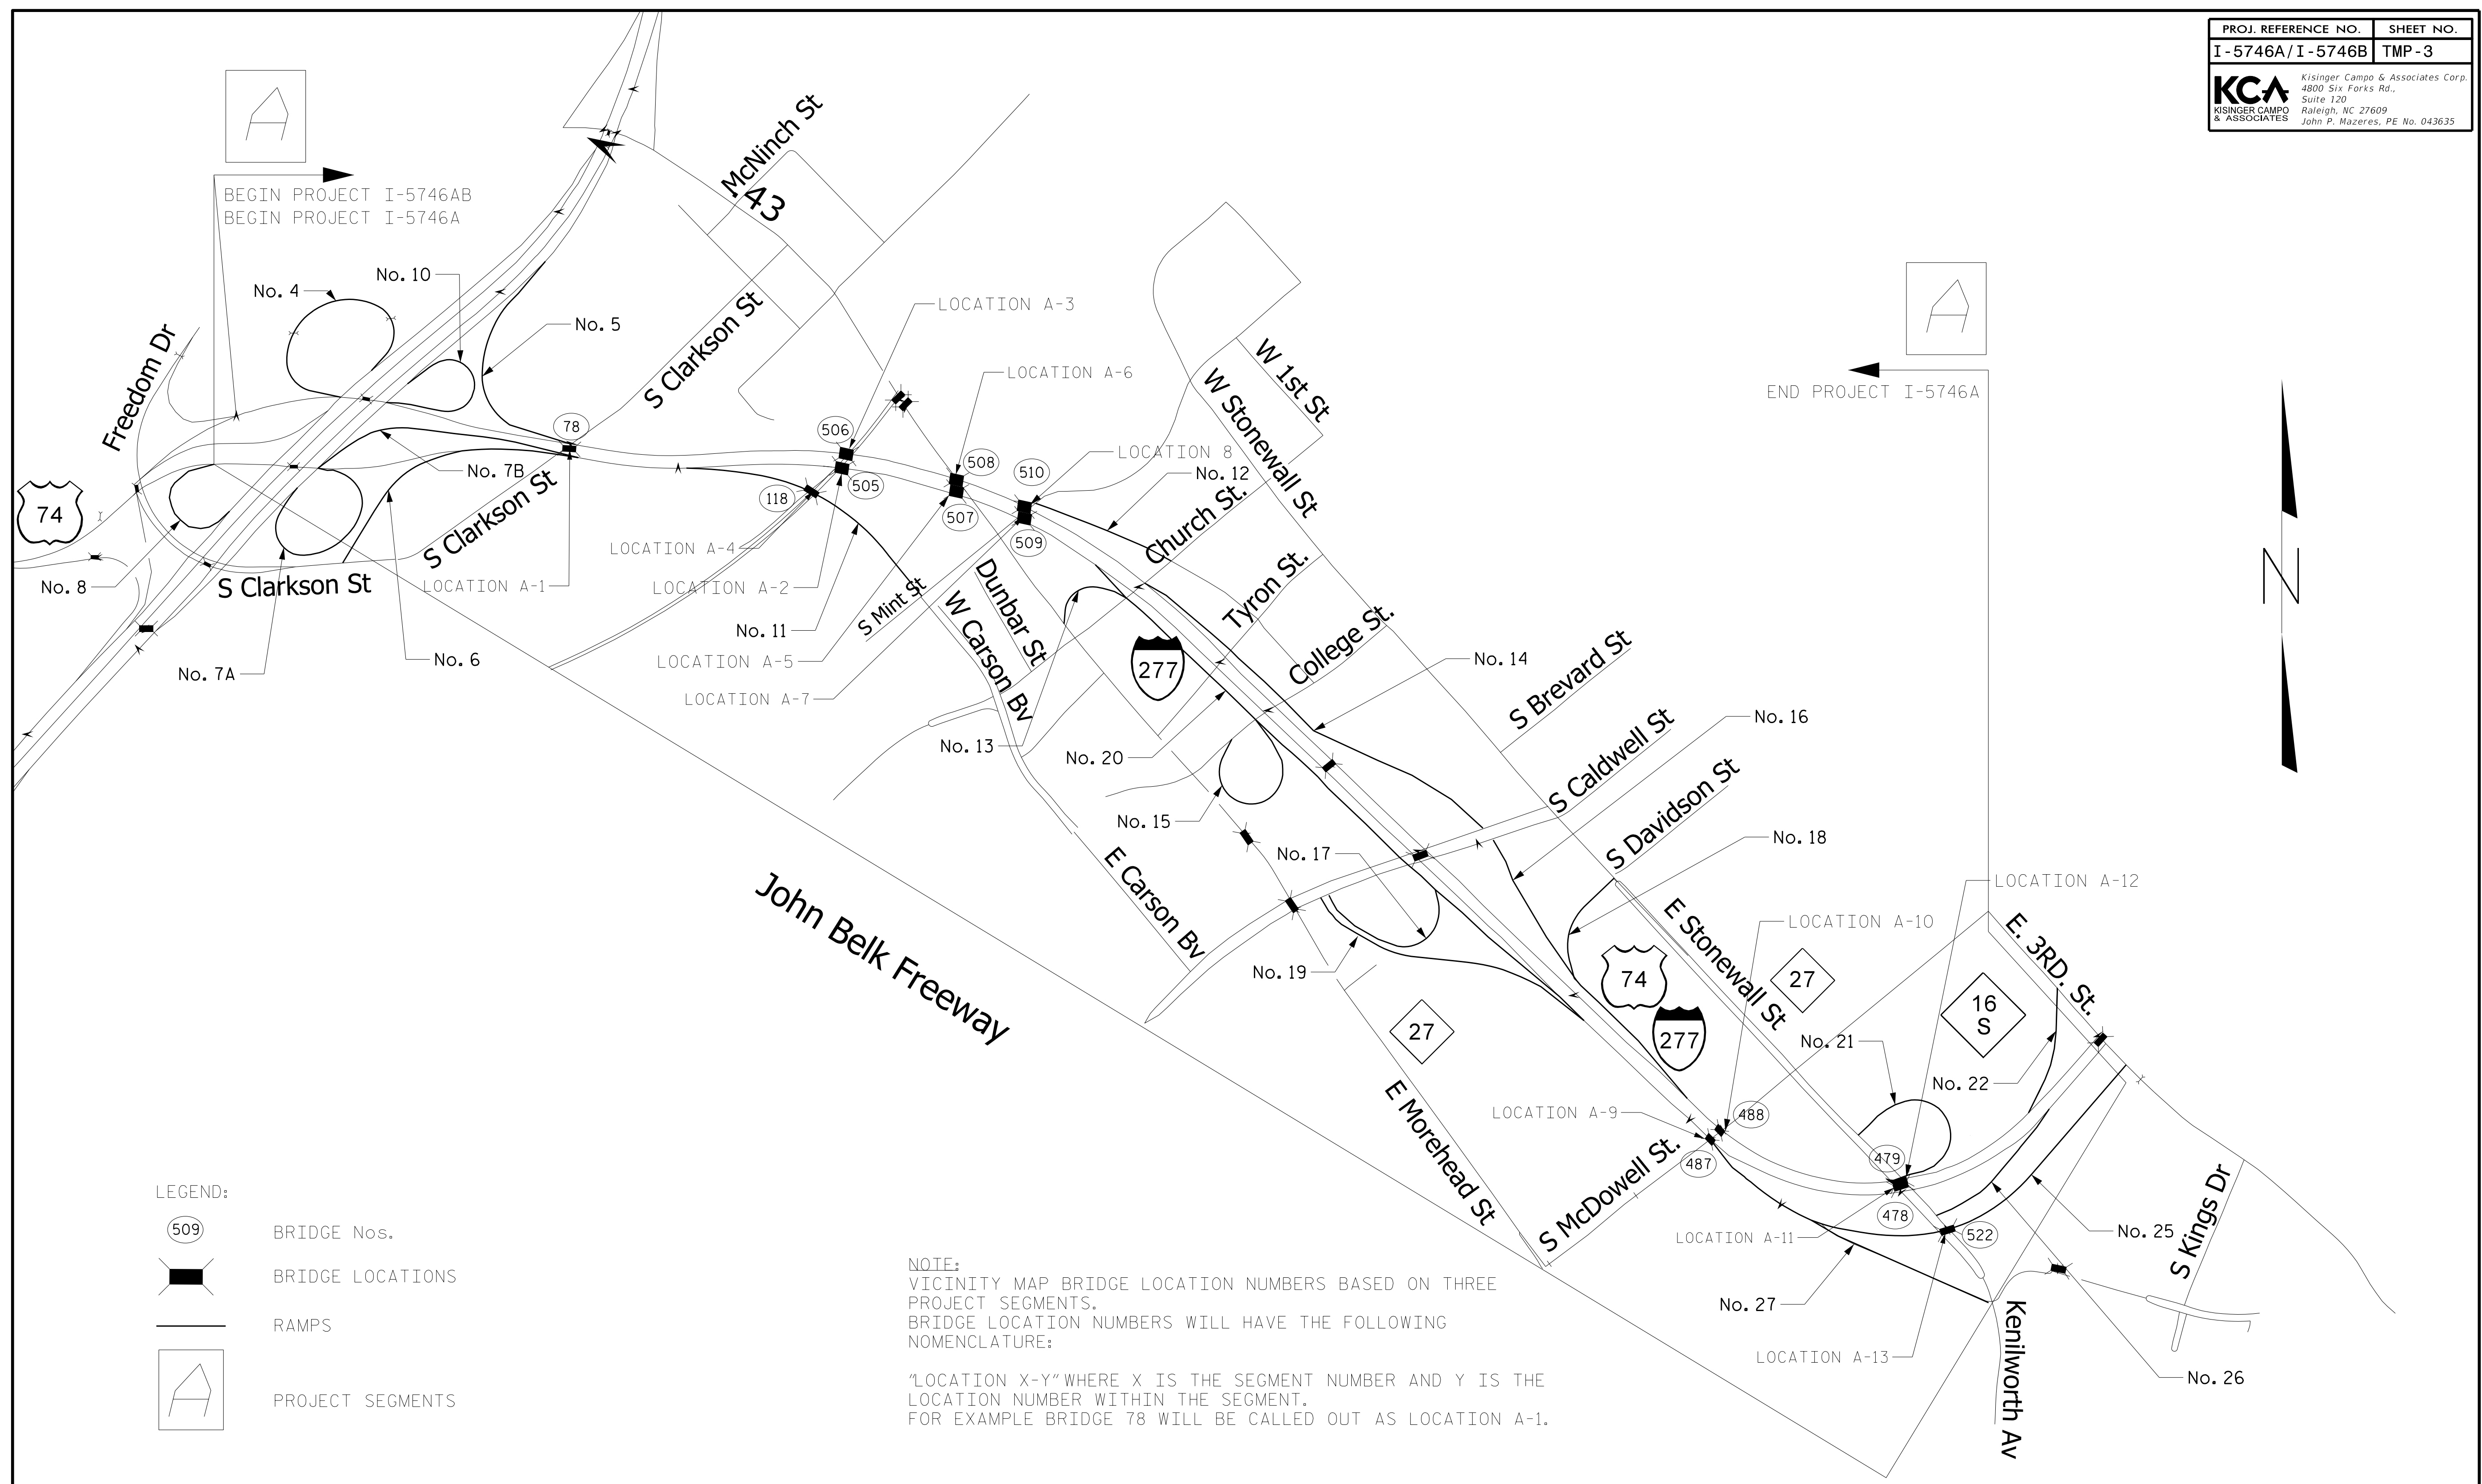 PROJ. REFERENCE NO.
SHEET NO.
I-5746A/I-5746B
TMP-3
KCA
KISINGER CAMPO
& ASSOCIATES
Kisinger Campo & Associates Corp.
4800 Six Forks Rd.,
Suite 120
Raleigh, NC 27609
John P. Mazeres, PE No. 043635
A
BEGIN PROJECT I-5746AB
BEGIN PROJECT I-5746A
McNinch St
43
No. 10
No. 4
No. 5
Freedom Dr
S Clarkson St
LOCATION A-3
LOCATION A-6
A
END PROJECT I-5746A
W 1st St
W Stonewall St
78
506
508
510
LOCATION 8
No. 12
No. 7B
505
118
507
509
74
S Clarkson St
Church St.
LOCATION A-4
No. 8
S Clarkson St
LOCATION A-1
LOCATION A-2
S Mint St
Dunbar St
W Carson Bv
Tyron St.
College St.
N
No. 11
No. 6
No. 7A
LOCATION A-5
LOCATION A-7
277
No. 14
S Brevard St
No. 16
No. 13
No. 20
S Caldwell St
S Davidson St
No. 15
No. 17
No. 18
E Carson Bv
John Belk Freeway
LOCATION A-12
LOCATION A-10
E Stonewall St
E. 3RD. St.
No. 19
74
27
16
S
27
277
No. 21
No. 22
E Morehead St
LOCATION A-9
488
487
S McDowell St.
479
478
522
LOCATION A-11
No. 25
S Kings Dr
No. 27
LOCATION A-13
Kenilworth Av
No. 26
LEGEND:
509
BRIDGE Nos.
BRIDGE LOCATIONS
RAMPS
A
PROJECT SEGMENTS
NOTE:
VICINITY MAP BRIDGE LOCATION NUMBERS BASED ON THREE
PROJECT SEGMENTS.
BRIDGE LOCATION NUMBERS WILL HAVE THE FOLLOWING
NOMENCLATURE:
"LOCATION X-Y" WHERE X IS THE SEGMENT NUMBER AND Y IS THE
LOCATION NUMBER WITHIN THE SEGMENT.
FOR EXAMPLE BRIDGE 78 WILL BE CALLED OUT AS LOCATION A-1.